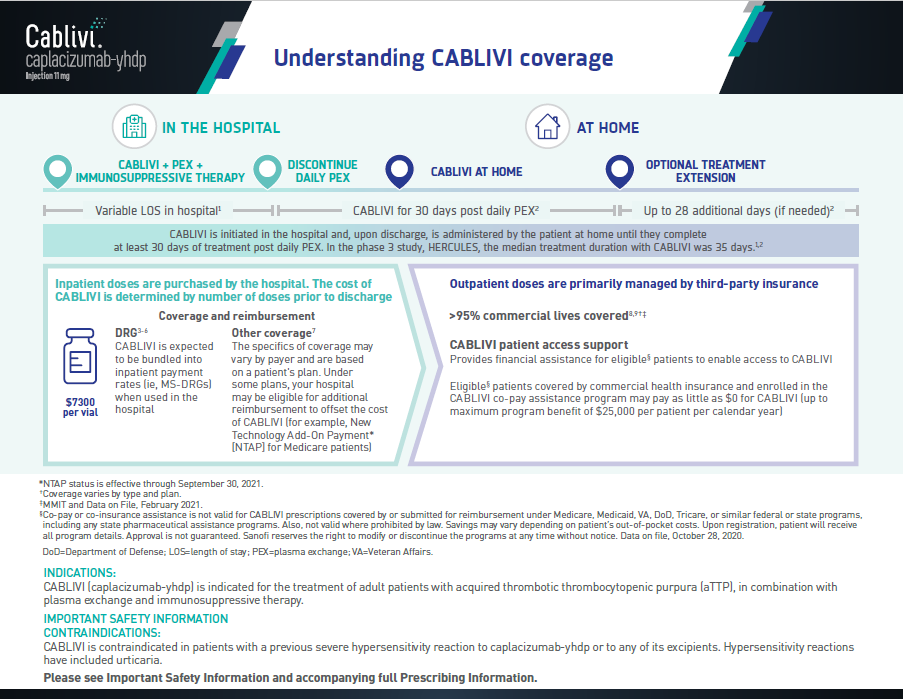 Cablivi.
caplacizumab-yhdp
Injection 11 mg
Understanding CABLIVI coverage
IN THE HOSPITAL
AT HOME
CABLIVI + PEX +
IMMUNOSUPPRESSIVE THERAPY
DISCONTINUE
DAILY PEX
CABLIVI AT HOME
OPTIONAL TREATMENT
EXTENSION
Variable LOS in hospital¹
CABLIVI for 30 days post daily PEX²
Up to 28 additional days (if needed)²
CABLIVI is initiated in the hospital and, upon discharge, is administered by the patient at home until they complete
at least 30 days of treatment post daily PEX. In the phase 3 study, HERCULES, the median treatment duration with CABLIVI was 35 days.¹,²
Inpatient doses are purchased by the hospital. The cost of
CABLIVI is determined by number of doses prior to discharge
Coverage and reimbursement
$7300
per vial
DRG³⁻⁶
CABLIVI is expected
to be bundled into
inpatient payment
rates (ie, MS-DRGs)
when used in the
hospital
Other coverage⁷
The specifics of coverage may
vary by payer and are based
on a patient's plan. Under
some plans, your hospital
may be eligible for additional
reimbursement to offset the cost
of CABLIVI (for example, New
Technology Add-On Payment*
[NTAP] for Medicare patients)
Outpatient doses are primarily managed by third-party insurance
>95% commercial lives covered⁸,⁹†‡
CABLIVI patient access support
Provides financial assistance for eligible§ patients to enable access to CABLIVI
Eligible§ patients covered by commercial health insurance and enrolled in the
CABLIVI co-pay assistance program may pay as little as $0 for CABLIVI (up to
maximum program benefit of $25,000 per patient per calendar year)
*NTAP status is effective through September 30, 2021.
†Coverage varies by type and plan.
‡MMIT and Data on File, February 2021.
§Co-pay or co-insurance assistance is not valid for CABLIVI prescriptions covered by or submitted for reimbursement under Medicare, Medicaid, VA, DoD, Tricare, or similar federal or state programs,
including any state pharmaceutical assistance programs. Also, not valid where prohibited by law. Savings may vary depending on patient's out-of-pocket costs. Upon registration, patient will receive
all program details. Approval is not guaranteed. Sanofi reserves the right to modify or discontinue the programs at any time without notice. Data on file, October 28, 2020.
DoD=Department of Defense; LOS=length of stay; PEX=plasma exchange; VA=Veteran Affairs.
INDICATIONS:
CABLIVI (caplacizumab-yhdp) is indicated for the treatment of adult patients with acquired thrombotic thrombocytopenic purpura (aTTP), in combination with
plasma exchange and immunosuppressive therapy.
IMPORTANT SAFETY INFORMATION
CONTRAINDICATIONS:
CABLIVI is contraindicated in patients with a previous severe hypersensitivity reaction to caplacizumab-yhdp or to any of its excipients. Hypersensitivity reactions
have included urticaria.
Please see Important Safety Information and accompanying full Prescribing Information.